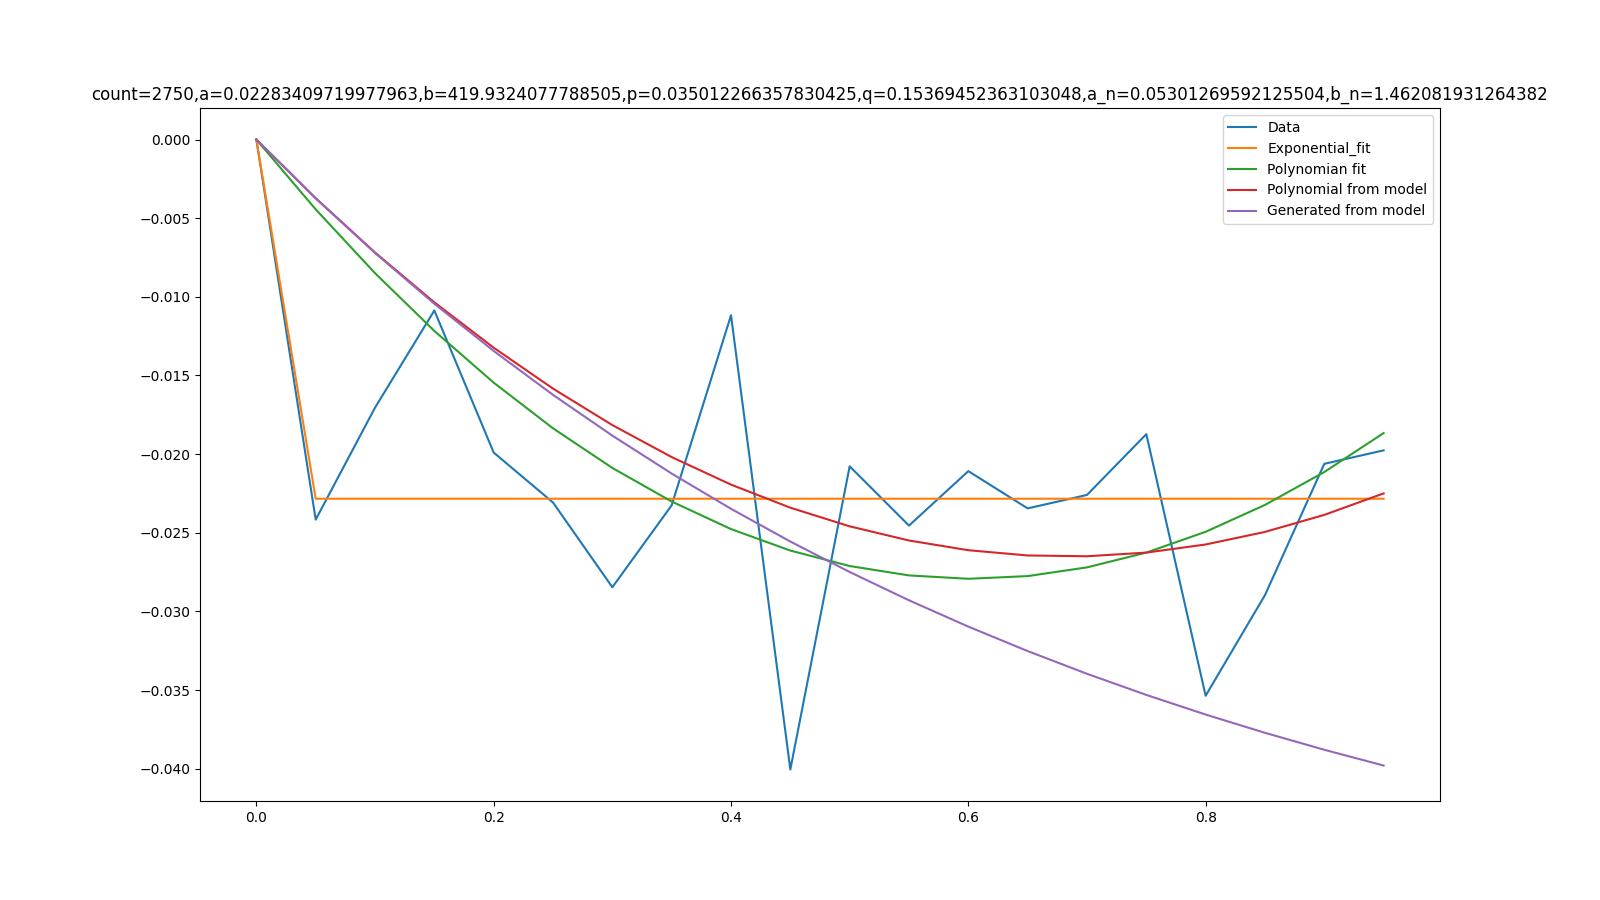 count=2750,a=0.02283409719977963,b=419.9324077788505,p=0.035012266357830425,q=0.15369452363103048,a_n=0.05301269592125504,b_n=1.462081931264382
Data
Exponential_fit
Polynomian fit
Polynomial from model
Generated from model
0.000
−0.005
−0.010
−0.015
−0.020
−0.025
−0.030
−0.035
−0.040
0.0 0.2 0.4 0.6 0.8